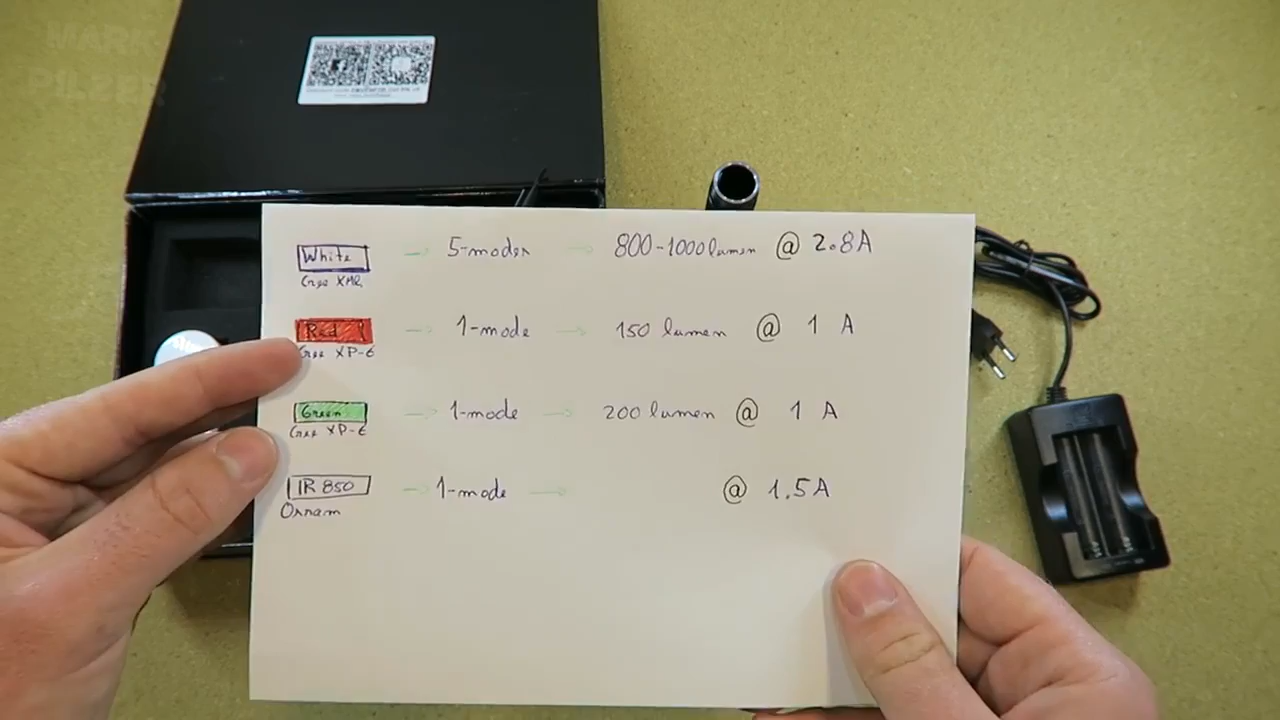 MARK
White → 5-modes → 800-1000 lumen @ 2.8A
Cree XML
Red → 1-mode → 150 lumen @ 1 A
Cree XP-E
Green → 1-mode → 200 lumen @ 1 A
Cree XP-E
IR 850 → 1-mode → @ 1.5A
Osram